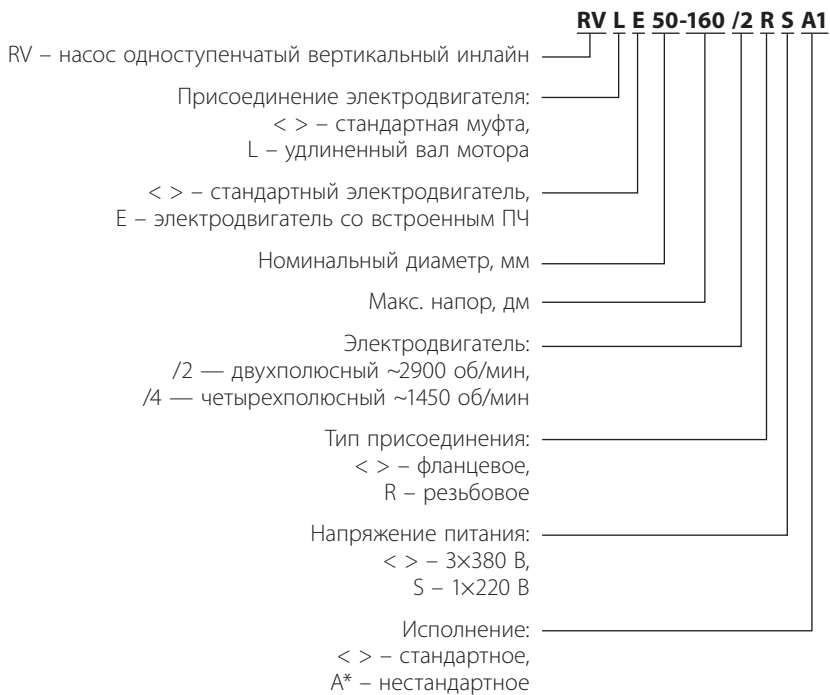 RV L E 50-160 /2 R S A1
RV – насос одноступенчатый вертикальный инлайн
Присоединение электродвигателя:
< > – стандартная муфта,
L – удлиненный вал мотора
< > – стандартный электродвигатель,
E – электродвигатель со встроенным ПЧ
Номинальный диаметр, мм
Макс. напор, дм
Электродвигатель:
/2 — двухполюсный ~2900 об/мин,
/4 — четырехполюсный ~1450 об/мин
Тип присоединения:
< > – фланцевое,
R – резьбовое
Напряжение питания:
< > – 3×380 В,
S – 1×220 В
Исполнение:
< > – стандартное,
A* – нестандартное